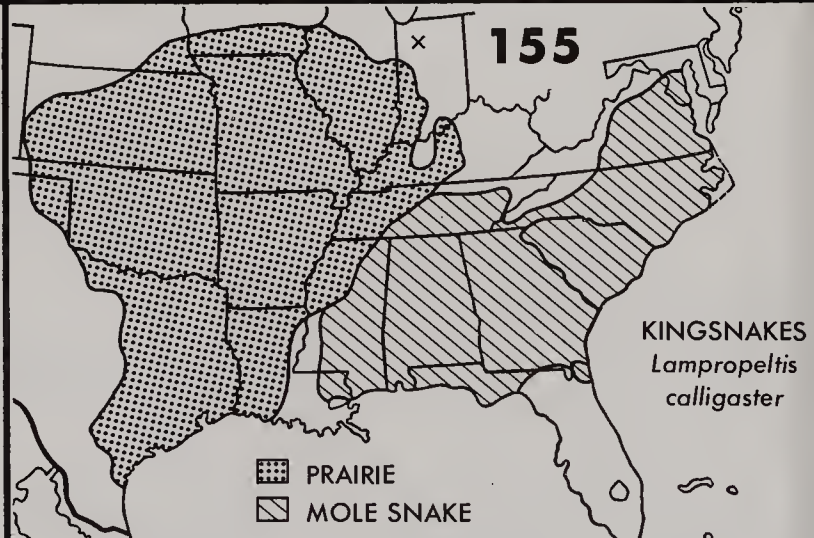 155
KINGSNAKES
Lampropeltis
calligaster
PRAIRIE
MOLE SNAKE